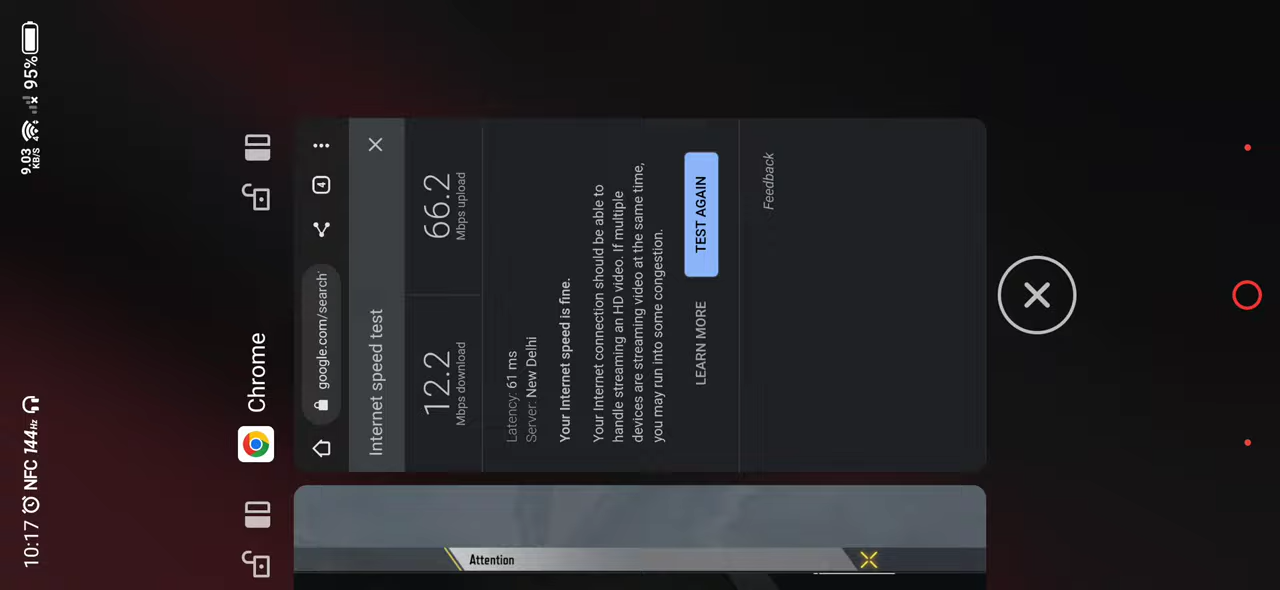 10:17 NFC 144Hz
9.03 KB/S 4+ 95%
Chrome
google.com/search
4
Internet speed test
12.2
Mbps download
66.2
Mbps upload
Latency: 61 ms
Server: New Delhi
Your Internet speed is fine.
Your Internet connection should be able to
handle streaming an HD video. If multiple
devices are streaming video at the same time,
you may run into some congestion.
LEARN MORE
TEST AGAIN
Feedback
Attention